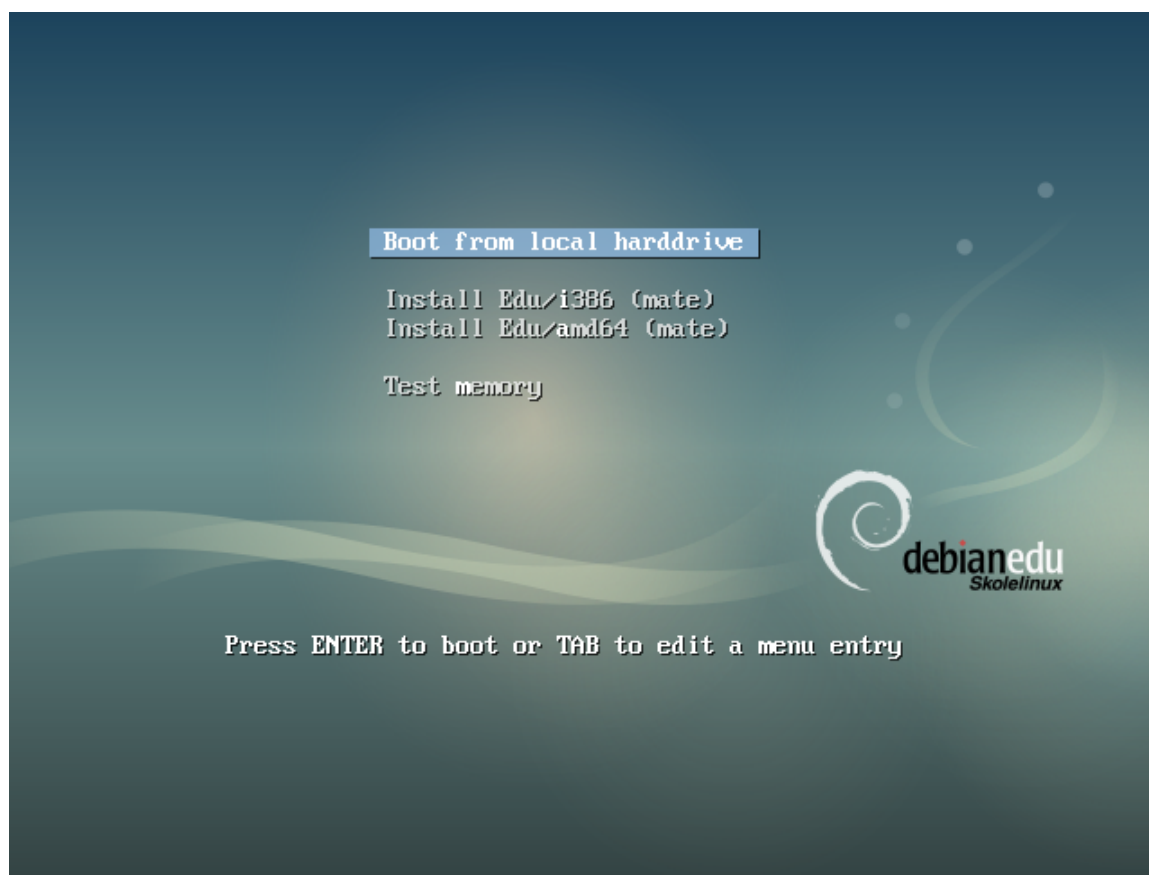 Boot from local harddrive
Install Edu/i386 (mate)
Install Edu/amd64 (mate)
Test memory
debianedu
Skolelinux
Press ENTER to boot or TAB to edit a menu entry